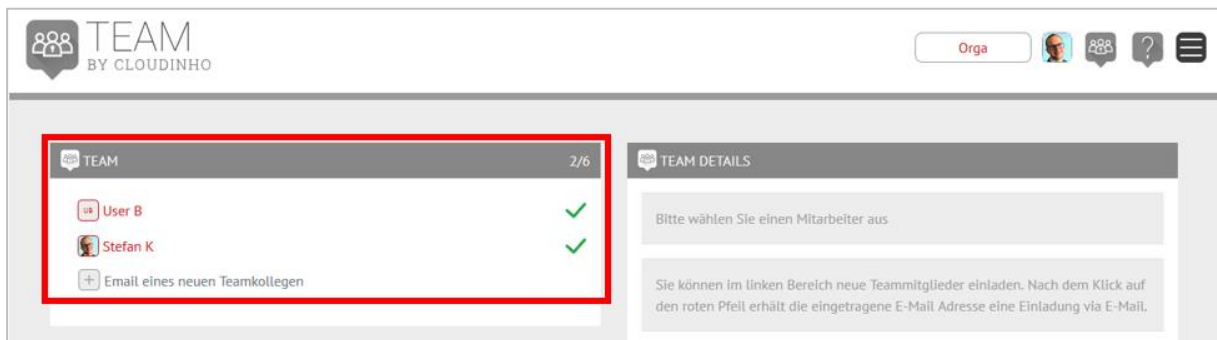 TEAM
BY CLOUDINHO
Orga
?
TEAM 2/6
UB User B
Stefan K
+ Email eines neuen Teamkollegen
TEAM DETAILS
Bitte wählen Sie einen Mitarbeiter aus
Sie können im linken Bereich neue Teammitglieder einladen. Nach dem Klick auf
den roten Pfeil erhält die eingetragene E-Mail Adresse eine Einladung via E-Mail.